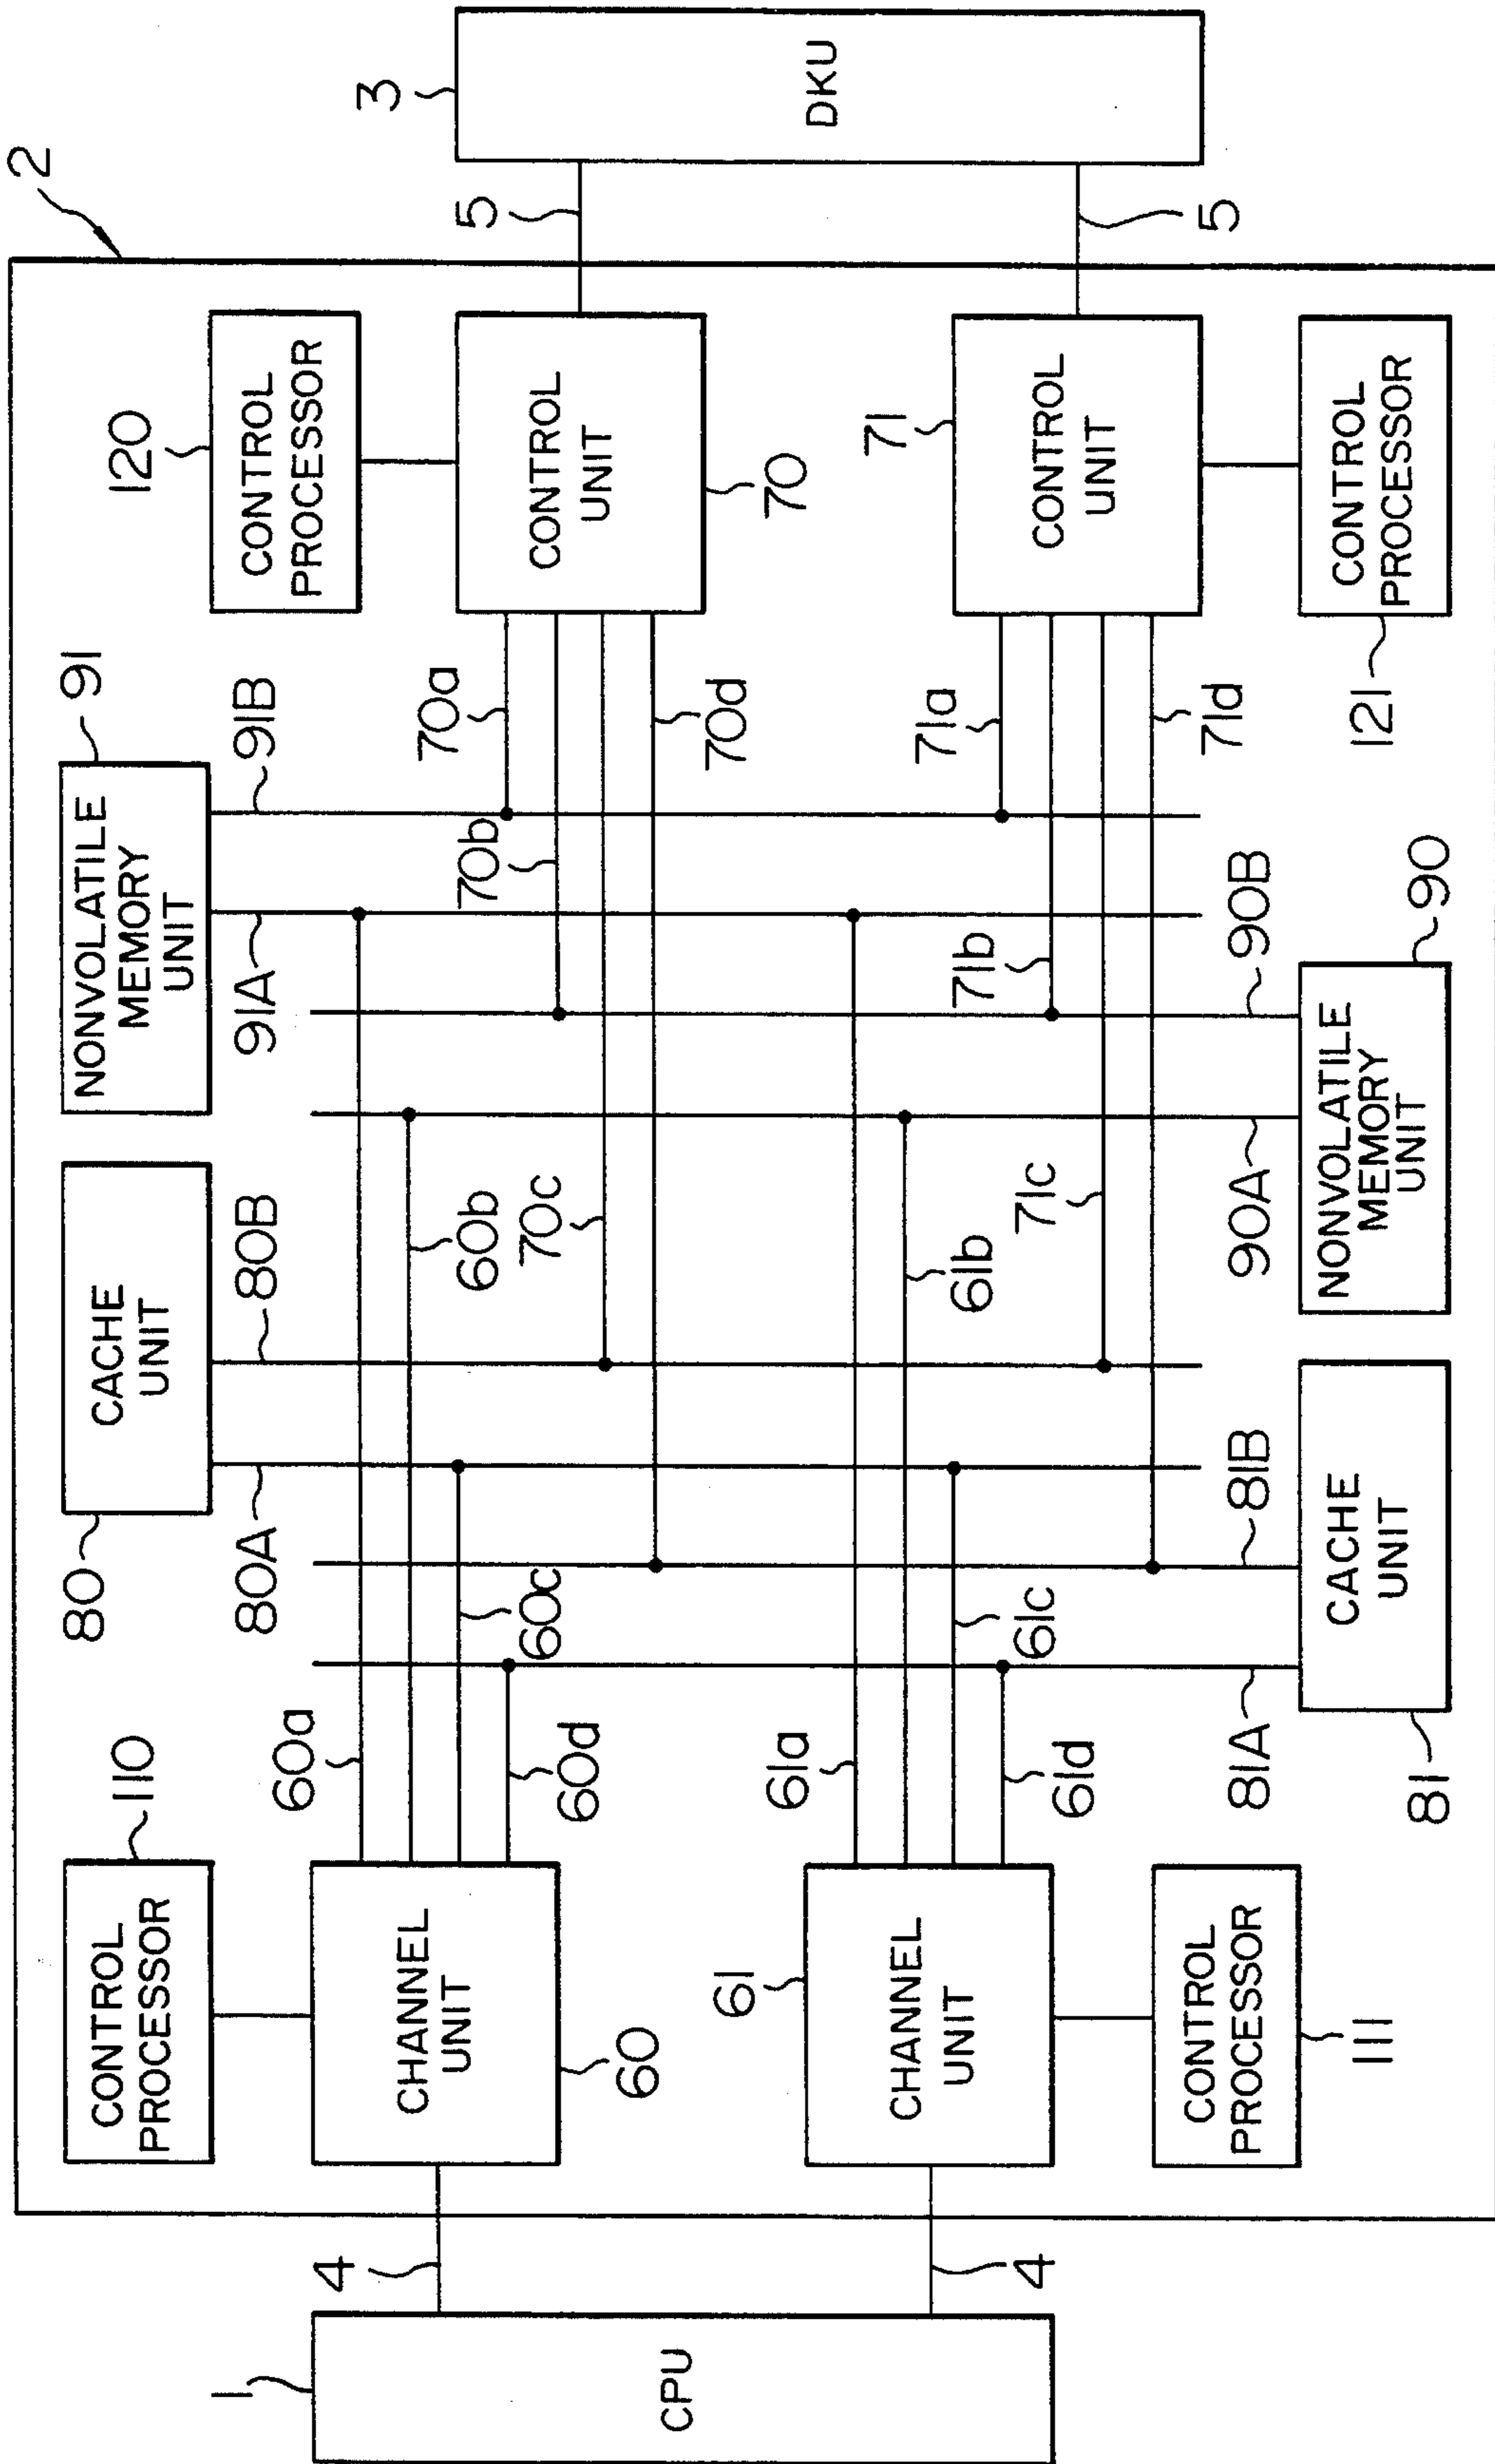 2
110
CONTROL
PROCESSOR
80
CACHE
UNIT
91
NONVOLATILE
MEMORY
UNIT
120
CONTROL
PROCESSOR
3
DKU
80A
80B
91A
91B
1
CPU
4
CHANNEL
UNIT
60
60a
60b
60c
60d
70a
70b
70c
70d
CONTROL
UNIT
70
5
4
61
CHANNEL
UNIT
61a
61b
61c
61d
71a
71b
71c
71d
71
CONTROL
UNIT
5
81A
81B
90A
90B
CONTROL
PROCESSOR
111
81
CACHE
UNIT
NONVOLATILE
MEMORY
UNIT
90
121
CONTROL
PROCESSOR